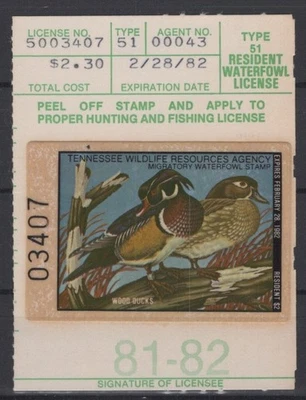 LICENSE NO. TYPE AGENT NO. TYPE
5003407 51 00043 51
RESIDENT
WATERFOWL
LICENSE
$2.30 2/28/82
TOTAL COST EXPIRATION DATE
PEEL OFF STAMP AND APPLY TO
PROPER HUNTING AND FISHING LICENSE
TENNESSEE WILDLIFE RESOURCES AGENCY
MIGRATORY WATERFOWL STAMP
03407
EXPIRES FEBRUARY 28, 1982
RESIDENT $2
WOOD DUCKS
81-82
SIGNATURE OF LICENSEE